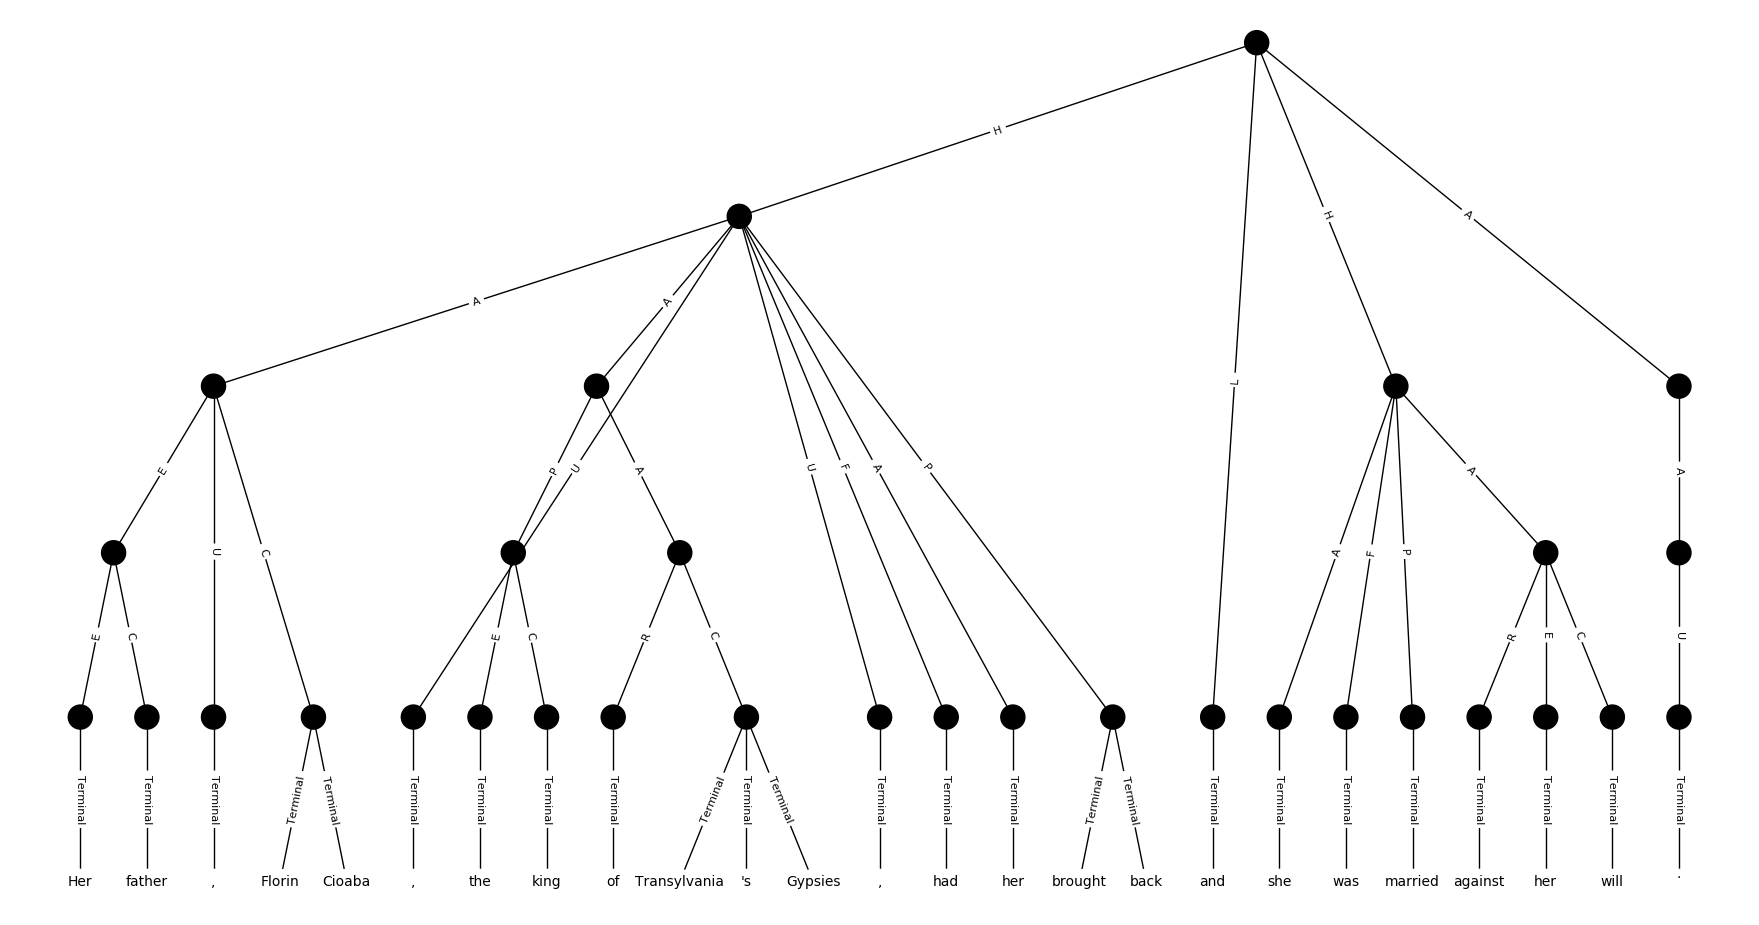 H
A A
L
H A
E U C
P U A
U F A P
A F P A
A
E C
E C
R C
R E C
U
Terminal Terminal Terminal Terminal Terminal Terminal Terminal Terminal Terminal Terminal Terminal Terminal Terminal Terminal Terminal Terminal Terminal Terminal Terminal Terminal Terminal Terminal Terminal Terminal Terminal
Her father , Florin Cioaba , the king of Transylvania 's Gypsies , had her brought back and she was married against her will .